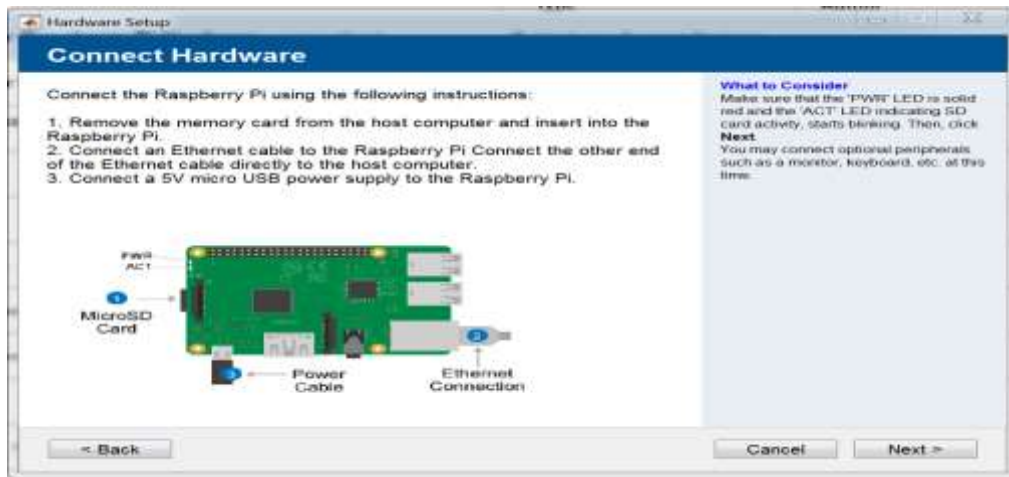 Hardware Setup
Connect Hardware
Connect the Raspberry Pi using the following instructions:
1. Remove the memory card from the host computer and insert into the
Raspberry Pi.
2. Connect an Ethernet cable to the Raspberry Pi Connect the other end
of the Ethernet cable directly to the host computer.
3. Connect a 5V micro USB power supply to the Raspberry Pi.
What to Consider
Make sure that the 'PWR' LED is solid
red and the 'ACT' LED indicating SD
card activity, starts blinking. Then, click
Next.
You may connect optional peripherals
such as a monitor, keyboard, etc. at this
time.
PWR
ACT
1
MicroSD
Card
2
3
Power
Cable
Ethernet
Connection
< Back
Cancel
Next >